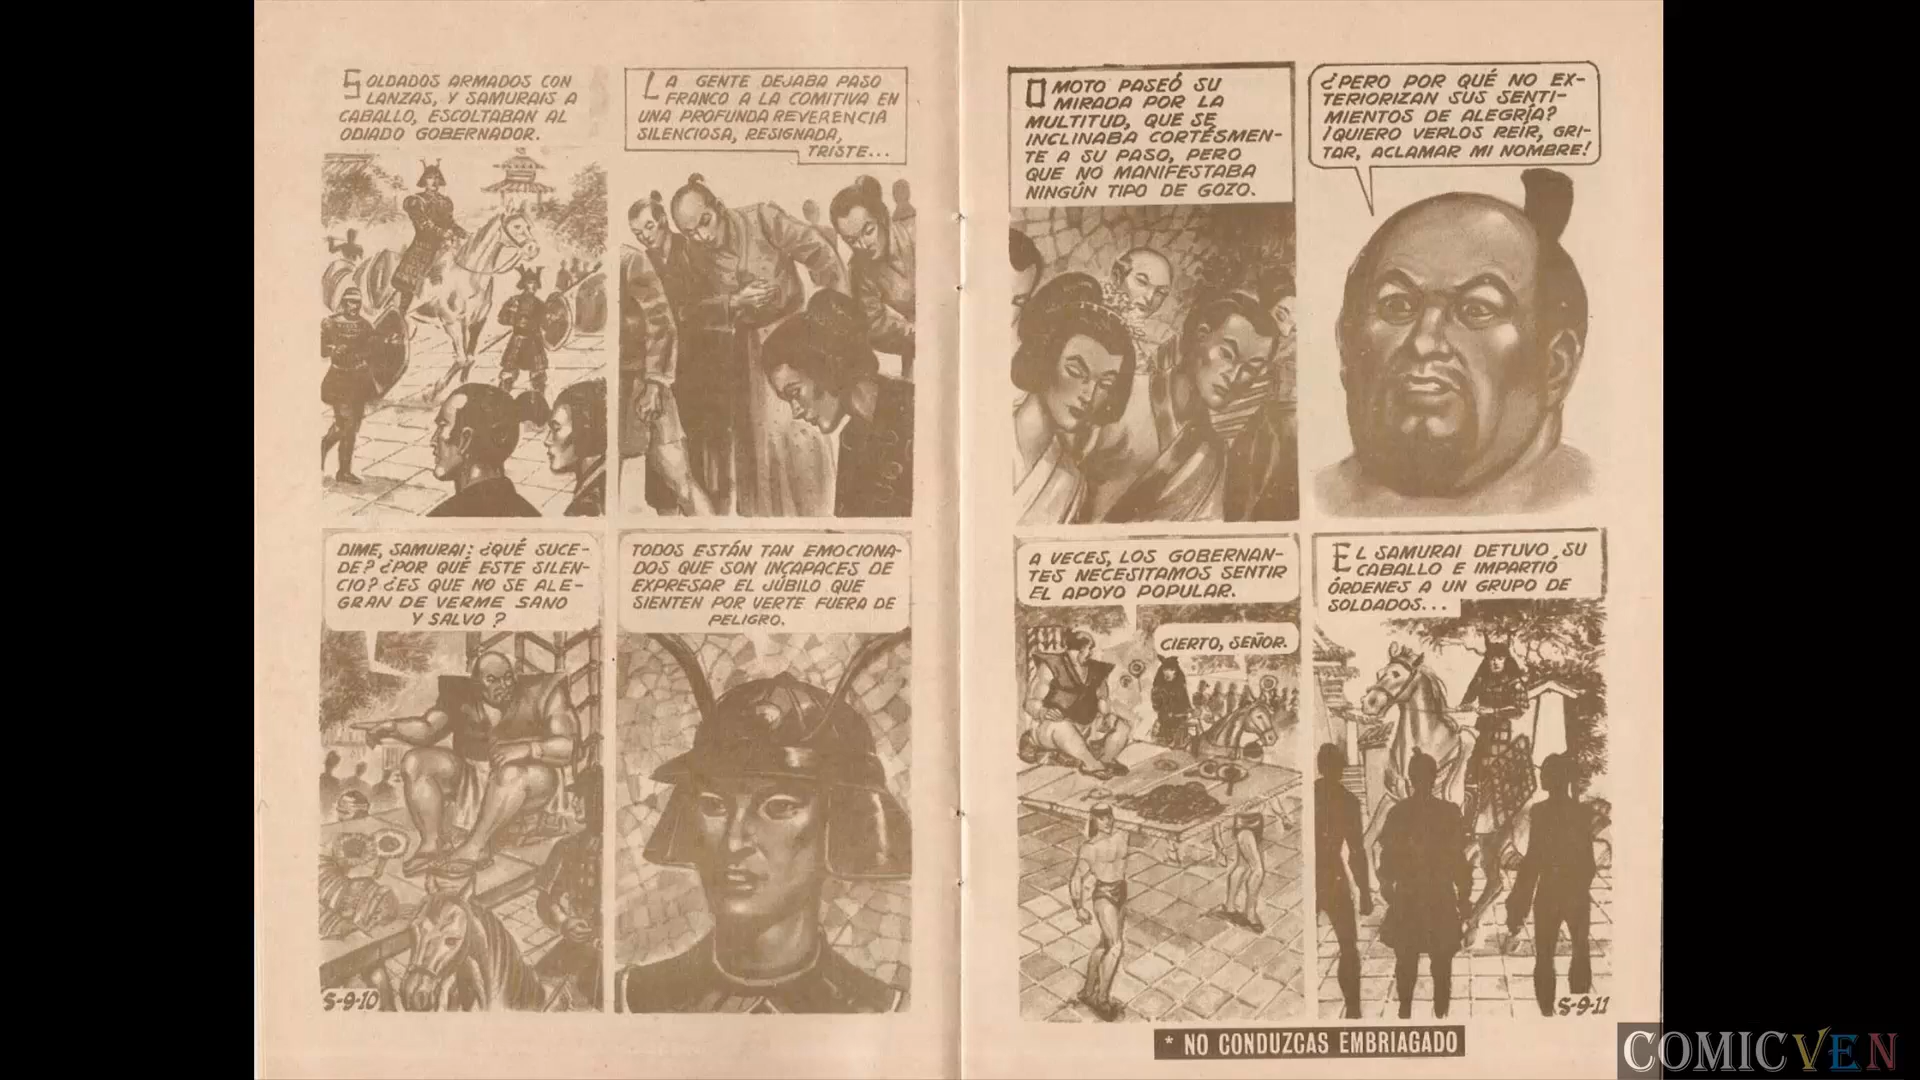 SOLDADOS ARMADOS CON
LANZAS, Y SAMURAIS A
CABALLO, ESCOLTABAN AL
ODIADO GOBERNADOR.
LA GENTE DEJABA PASO
FRANCO A LA COMITIVA EN
UNA PROFUNDA REVERENCIA
SILENCIOSA, RESIGNADA,
TRISTE...
DIME, SAMURAI: ¿QUÉ SUCE-
DE? ¿POR QUÉ ESTE SILEN-
CIO? ¿ES QUE NO SE ALE-
GRAN DE VERME SANO
Y SALVO?
TODOS ESTÁN TAN EMOCIONA-
DOS QUE SON INCAPACES DE
EXPRESAR EL JÚBILO QUE
SIENTEN POR VERTE FUERA DE
PELIGRO.
S-9-10
OMOTO PASEÓ SU
MIRADA POR LA
MULTITUD, QUE SE
INCLINABA CORTÉSMEN-
TE A SU PASO, PERO
QUE NO MANIFESTABA
NINGÚN TIPO DE GOZO.
¿PERO POR QUÉ NO EX-
TERIORIZAN SUS SENTI-
MIENTOS DE ALEGRÍA?
¡QUIERO VERLOS REÍR, GRI-
TAR, ACLAMAR MI NOMBRE!
A VECES, LOS GOBERNAN-
TES NECESITAMOS SENTIR
EL APOYO POPULAR.
CIERTO, SEÑOR.
EL SAMURAI DETUVO SU
CABALLO E IMPARTIÓ
ÓRDENES A UN GRUPO DE
SOLDADOS...
S-9-11
* NO CONDUZCAS EMBRIAGADO
COMICVEN